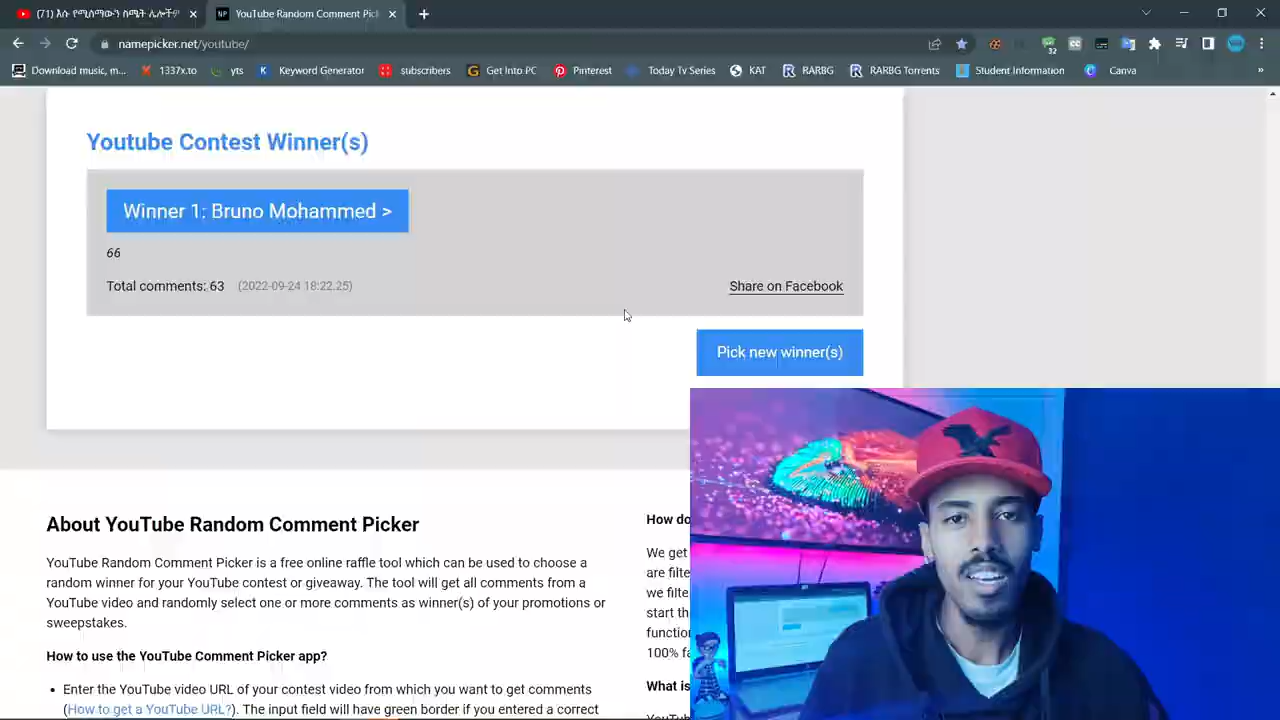 (71) እሱ የሚሰማውን ስሜት ሌሎችም
YouTube Random Comment Pic
namepicker.net/youtube/
32
Download music, m...
1337x.to
yts
Keyword Generator
subscribers
Get Into PC
Pinterest
Today Tv Series
KAT
RARBG
RARBG Torrents
Student Information
Canva
Youtube Contest Winner(s)
Winner 1: Bruno Mohammed >
66
Total comments: 63 (2022-09-24 18:22.25)
Share on Facebook
Pick new winner(s)
About YouTube Random Comment Picker
YouTube Random Comment Picker is a free online raffle tool which can be used to choose a
random winner for your YouTube contest or giveaway. The tool will get all comments from a
YouTube video and randomly select one or more comments as winner(s) of your promotions or
sweepstakes.
How to use the YouTube Comment Picker app?
• Enter the YouTube video URL of your contest video from which you want to get comments
(How to get a YouTube URL?). The input field will have green border if you entered a correct
How do
We get
are filte
we filte
start the
function
100% fa
What is